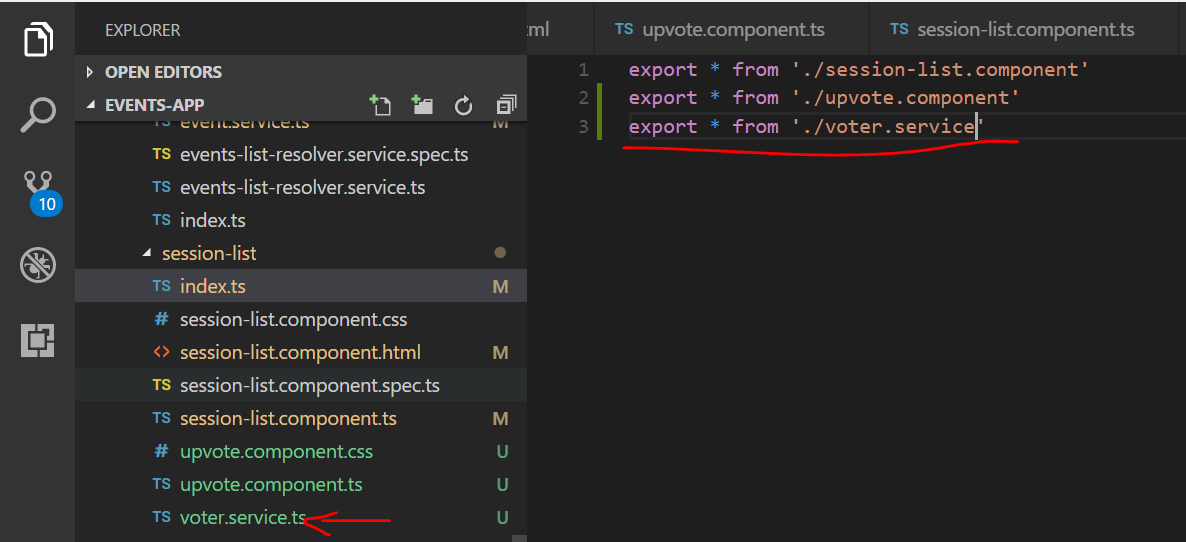 EXPLORER
OPEN EDITORS
EVENTS-APP
event.service.ts M
TS events-list-resolver.service.spec.ts
TS events-list-resolver.service.ts
TS index.ts
session-list
TS index.ts M
# session-list.component.css
<> session-list.component.html M
TS session-list.component.spec.ts
TS session-list.component.ts M
# upvote.component.css U
TS upvote.component.ts U
TS voter.service.ts U
10
ml TS upvote.component.ts TS session-list.component.ts
1 export * from './session-list.component'
2 export * from './upvote.component'
3 export * from './voter.service'